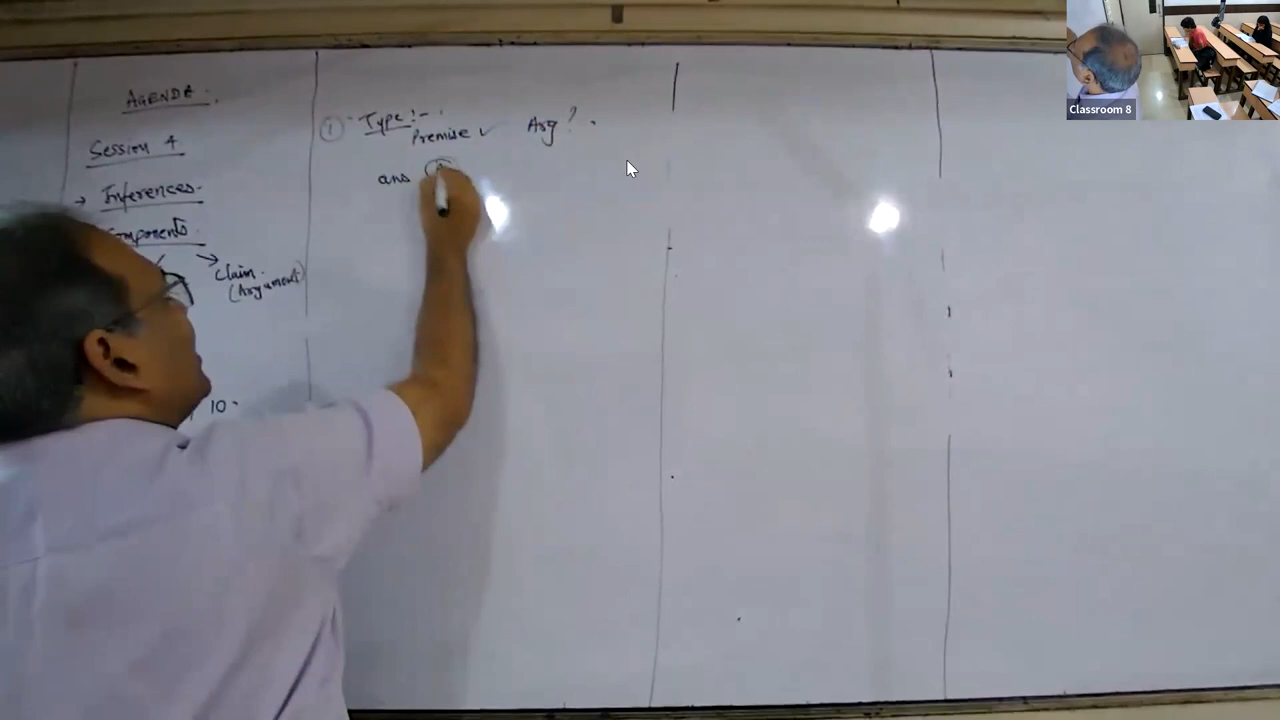 AGENDA.
Session 4
→ Inferences.
Components.
Claim.
(Argument)
10.
① Type:-
Premise ✓ Arg?.
ans
Classroom 8